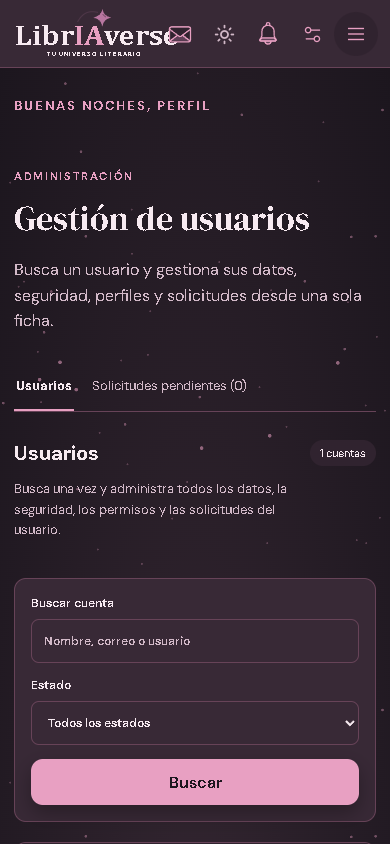 LibrIAverso
TU UNIVERSO LITERARIO
BUENAS NOCHES, PERFIL
ADMINISTRACIÓN
Gestión de usuarios
Busca un usuario y gestiona sus datos,
seguridad, perfiles y solicitudes desde una sola
ficha.
Usuarios
Solicitudes pendientes (0)
Usuarios
1 cuentas
Busca una vez y administra todos los datos, la
seguridad, los permisos y las solicitudes del
usuario.
Buscar cuenta
Nombre, correo o usuario
Estado
Todos los estados
Buscar